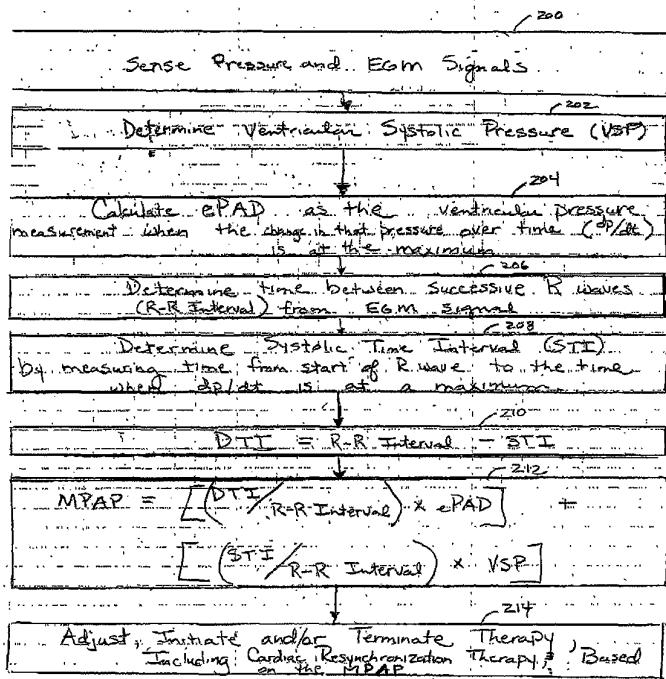 200
Sense Pressure and EGM Signals
202
Determine Ventricular Systolic Pressure (VSP)
204
Calculate ePAD as the ventricular pressure
measurement when the change in that pressure over time (dp/dt)
is at the maximum
206
Determine time between successive R waves
(R-R Interval) from EGM signal
208
Determine Systolic Time Interval (STI)
by measuring time from start of R wave to the time
when dp/dt is at a maximum
210
DTI = R-R Interval - STI
212
MPAP = [(DTI/R-R-Interval) x ePAD] +
[(STI/R-R Interval) x VSP]
214
Adjust, Initiate and/or Terminate Therapy
Including Cardiac Resynchronization Therapy, Based
on the MPAP